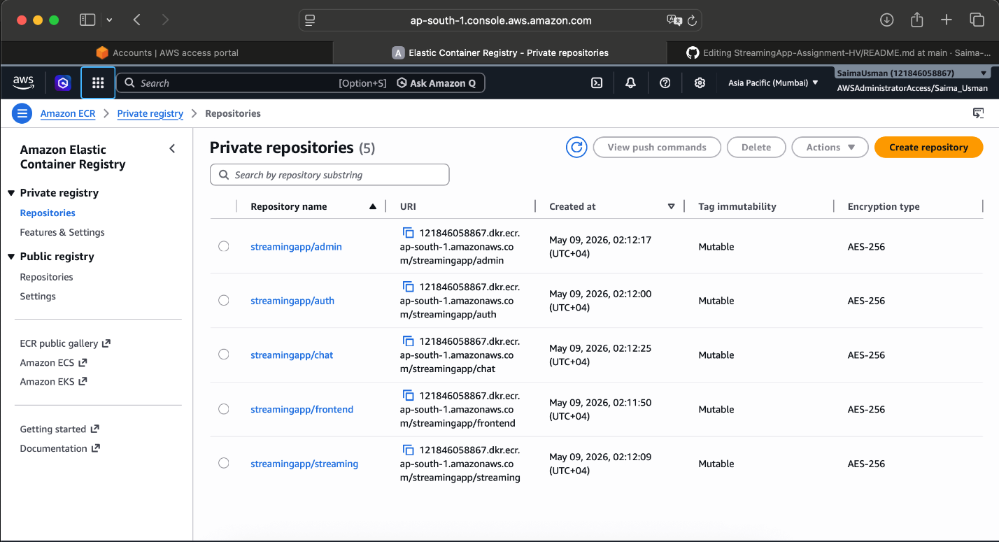 ap-south-1.console.aws.amazon.com
Accounts | AWS access portal
A Elastic Container Registry - Private repositories
Editing StreamingApp-Assignment-HV/README.md at main · Saima-...
aws
Search [Option+S] Ask Amazon Q
Asia Pacific (Mumbai)
SaimaUsman (121846058867)
AWSAdministratorAccess/Saima_Usman
Amazon ECR
Private registry
Repositories
Amazon Elastic
Container Registry
Private registry
Repositories
Features & Settings
Public registry
Repositories
Settings
ECR public gallery
Amazon ECS
Amazon EKS
Getting started
Documentation
Private repositories (5)
View push commands
Delete
Actions
Create repository
Search by repository substring
Repository name
URI
Created at
Tag immutability
Encryption type
streamingapp/admin
121846058867.dkr.ecr.
ap-south-1.amazonaws.co
m/streamingapp/admin
May 09, 2026, 02:12:17
(UTC+04)
Mutable
AES-256
streamingapp/auth
121846058867.dkr.ecr.
ap-south-1.amazonaws.co
m/streamingapp/auth
May 09, 2026, 02:12:00
(UTC+04)
Mutable
AES-256
streamingapp/chat
121846058867.dkr.ecr.
ap-south-1.amazonaws.co
m/streamingapp/chat
May 09, 2026, 02:12:25
(UTC+04)
Mutable
AES-256
streamingapp/frontend
121846058867.dkr.ecr.
ap-south-1.amazonaws.co
m/streamingapp/frontend
May 09, 2026, 02:11:50
(UTC+04)
Mutable
AES-256
streamingapp/streaming
121846058867.dkr.ecr.
ap-south-1.amazonaws.co
m/streamingapp/streaming
May 09, 2026, 02:12:09
(UTC+04)
Mutable
AES-256